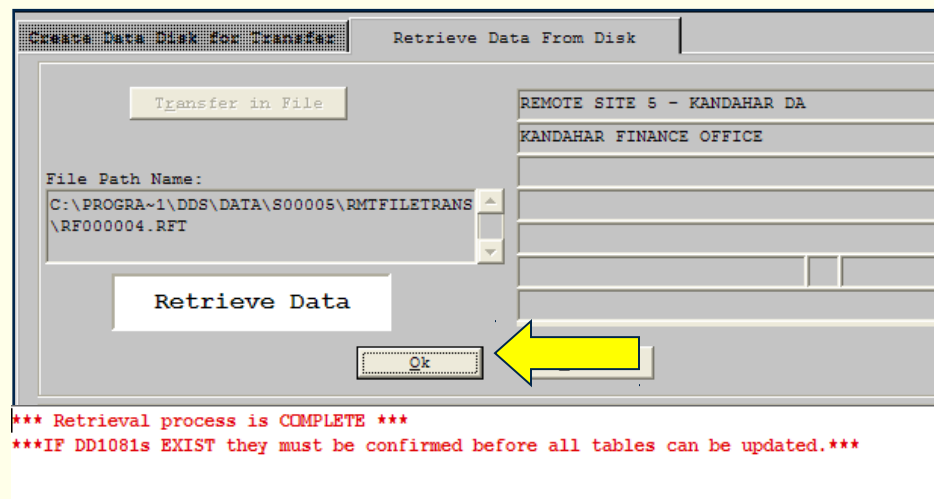 Create Data Disk for Transfer
Retrieve Data From Disk
Transfer in File
REMOTE SITE 5 - KANDAHAR DA
KANDAHAR FINANCE OFFICE
File Path Name:
C:\PROGRA~1\DDS\DATA\S00005\RMTFILETRANS
\RF000004.RFT
Retrieve Data
Ok
*** Retrieval process is COMPLETE ***
***IF DD1081s EXIST they must be confirmed before all tables can be updated.***